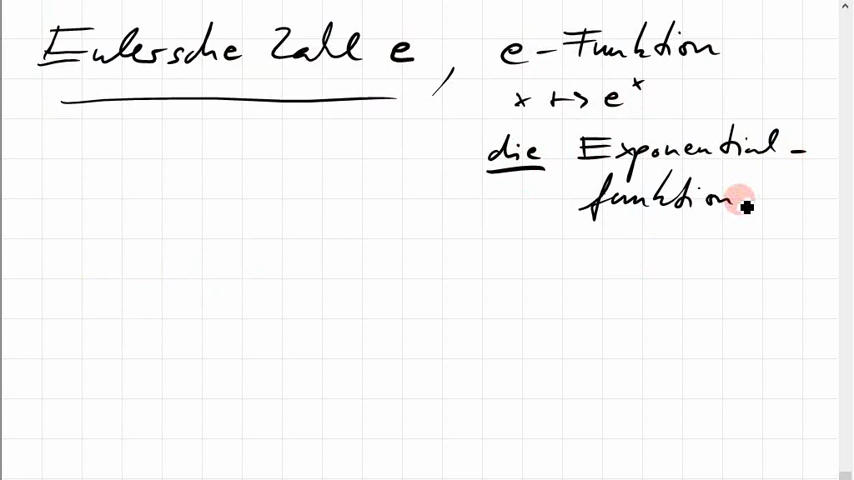 Eulersche Zahl e, e-Funktion
x ↦ e^x
die Exponential-
funktion